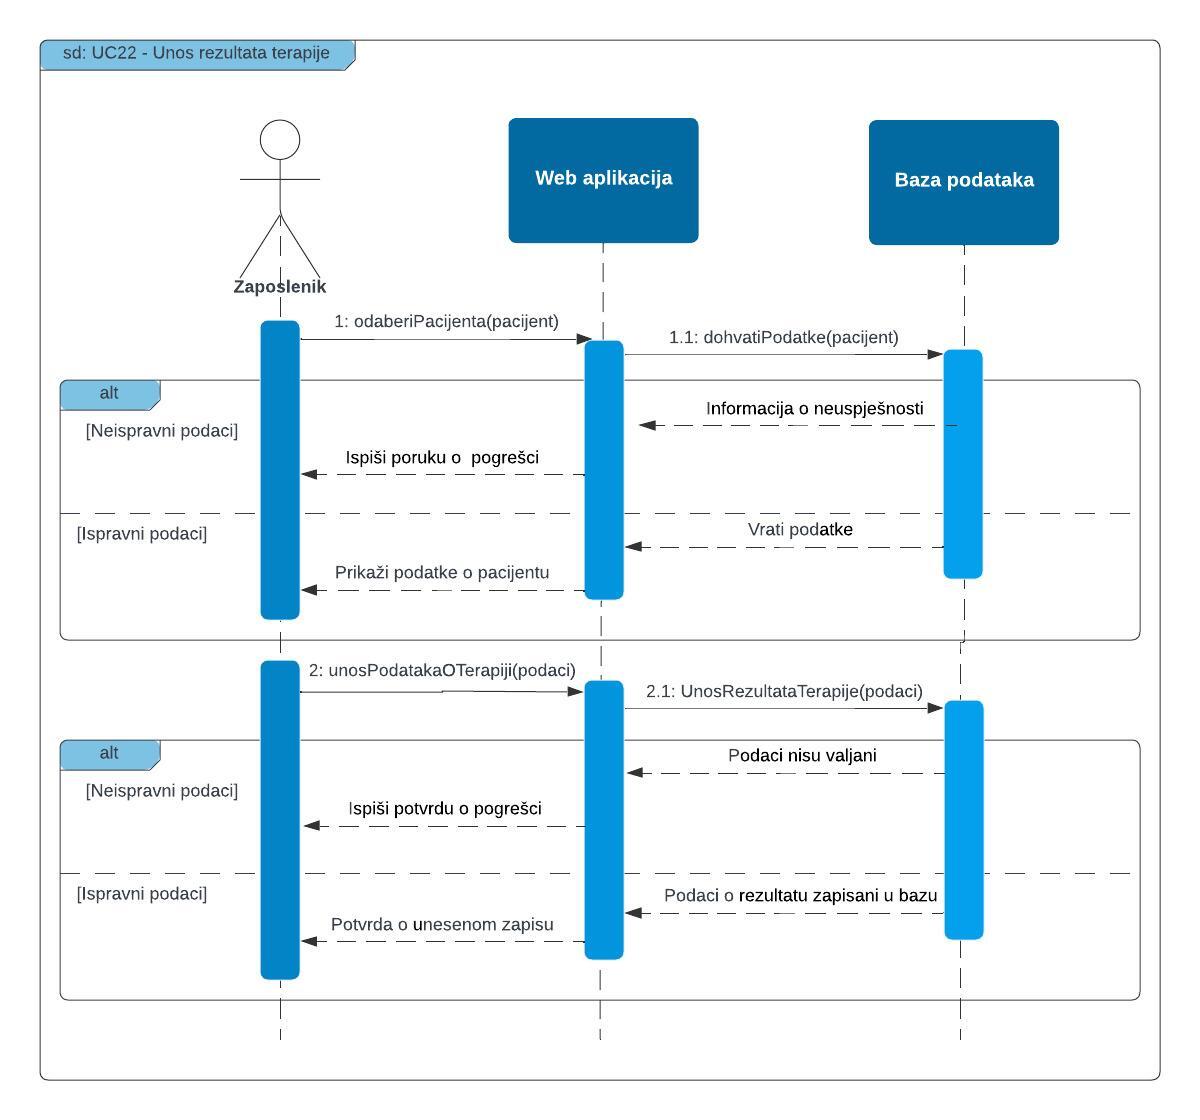 sd: UC22 - Unos rezultata terapije
Web aplikacija
Baza podataka
Zaposlenik
1: odaberiPacijenta(pacijent)
1.1: dohvatiPodatke(pacijent)
alt
Informacija o neuspješnosti
[Neispravni podaci]
Ispiši poruku o  pogrešci
[Ispravni podaci]
Vrati podatke
Prikaži podatke o pacijentu
2: unosPodatakaOTerapiji(podaci)
2.1: UnosRezultataTerapije(podaci)
alt
Podaci nisu valjani
[Neispravni podaci]
Ispiši potvrdu o pogrešci
[Ispravni podaci]
Podaci o rezultatu zapisani u bazu
Potvrda o unesenom zapisu